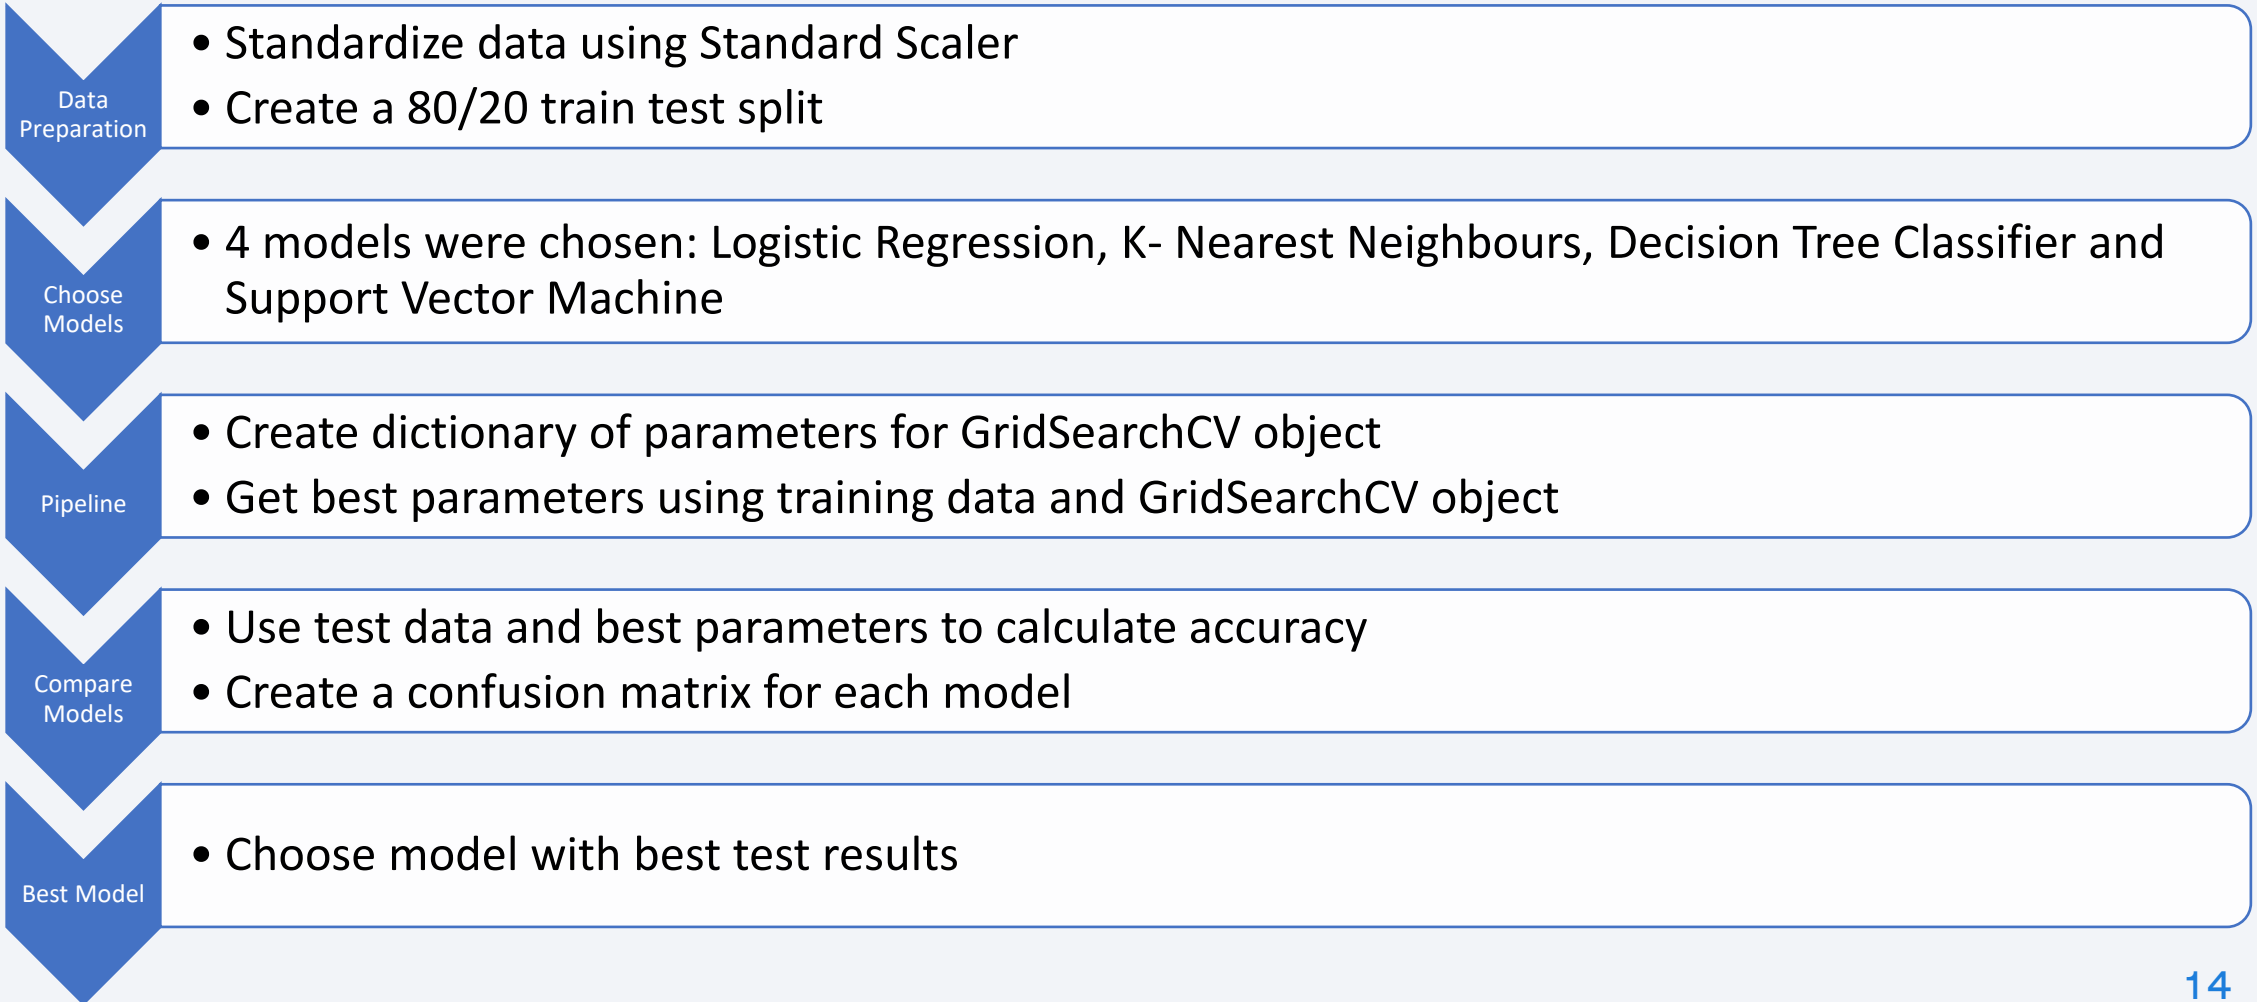 Data
Preparation
• Standardize data using Standard Scaler
• Create a 80/20 train test split
Choose
Models
• 4 models were chosen: Logistic Regression, K- Nearest Neighbours, Decision Tree Classifier and
Support Vector Machine
Pipeline
• Create dictionary of parameters for GridSearchCV object
• Get best parameters using training data and GridSearchCV object
Compare
Models
• Use test data and best parameters to calculate accuracy
• Create a confusion matrix for each model
Best Model
• Choose model with best test results
14